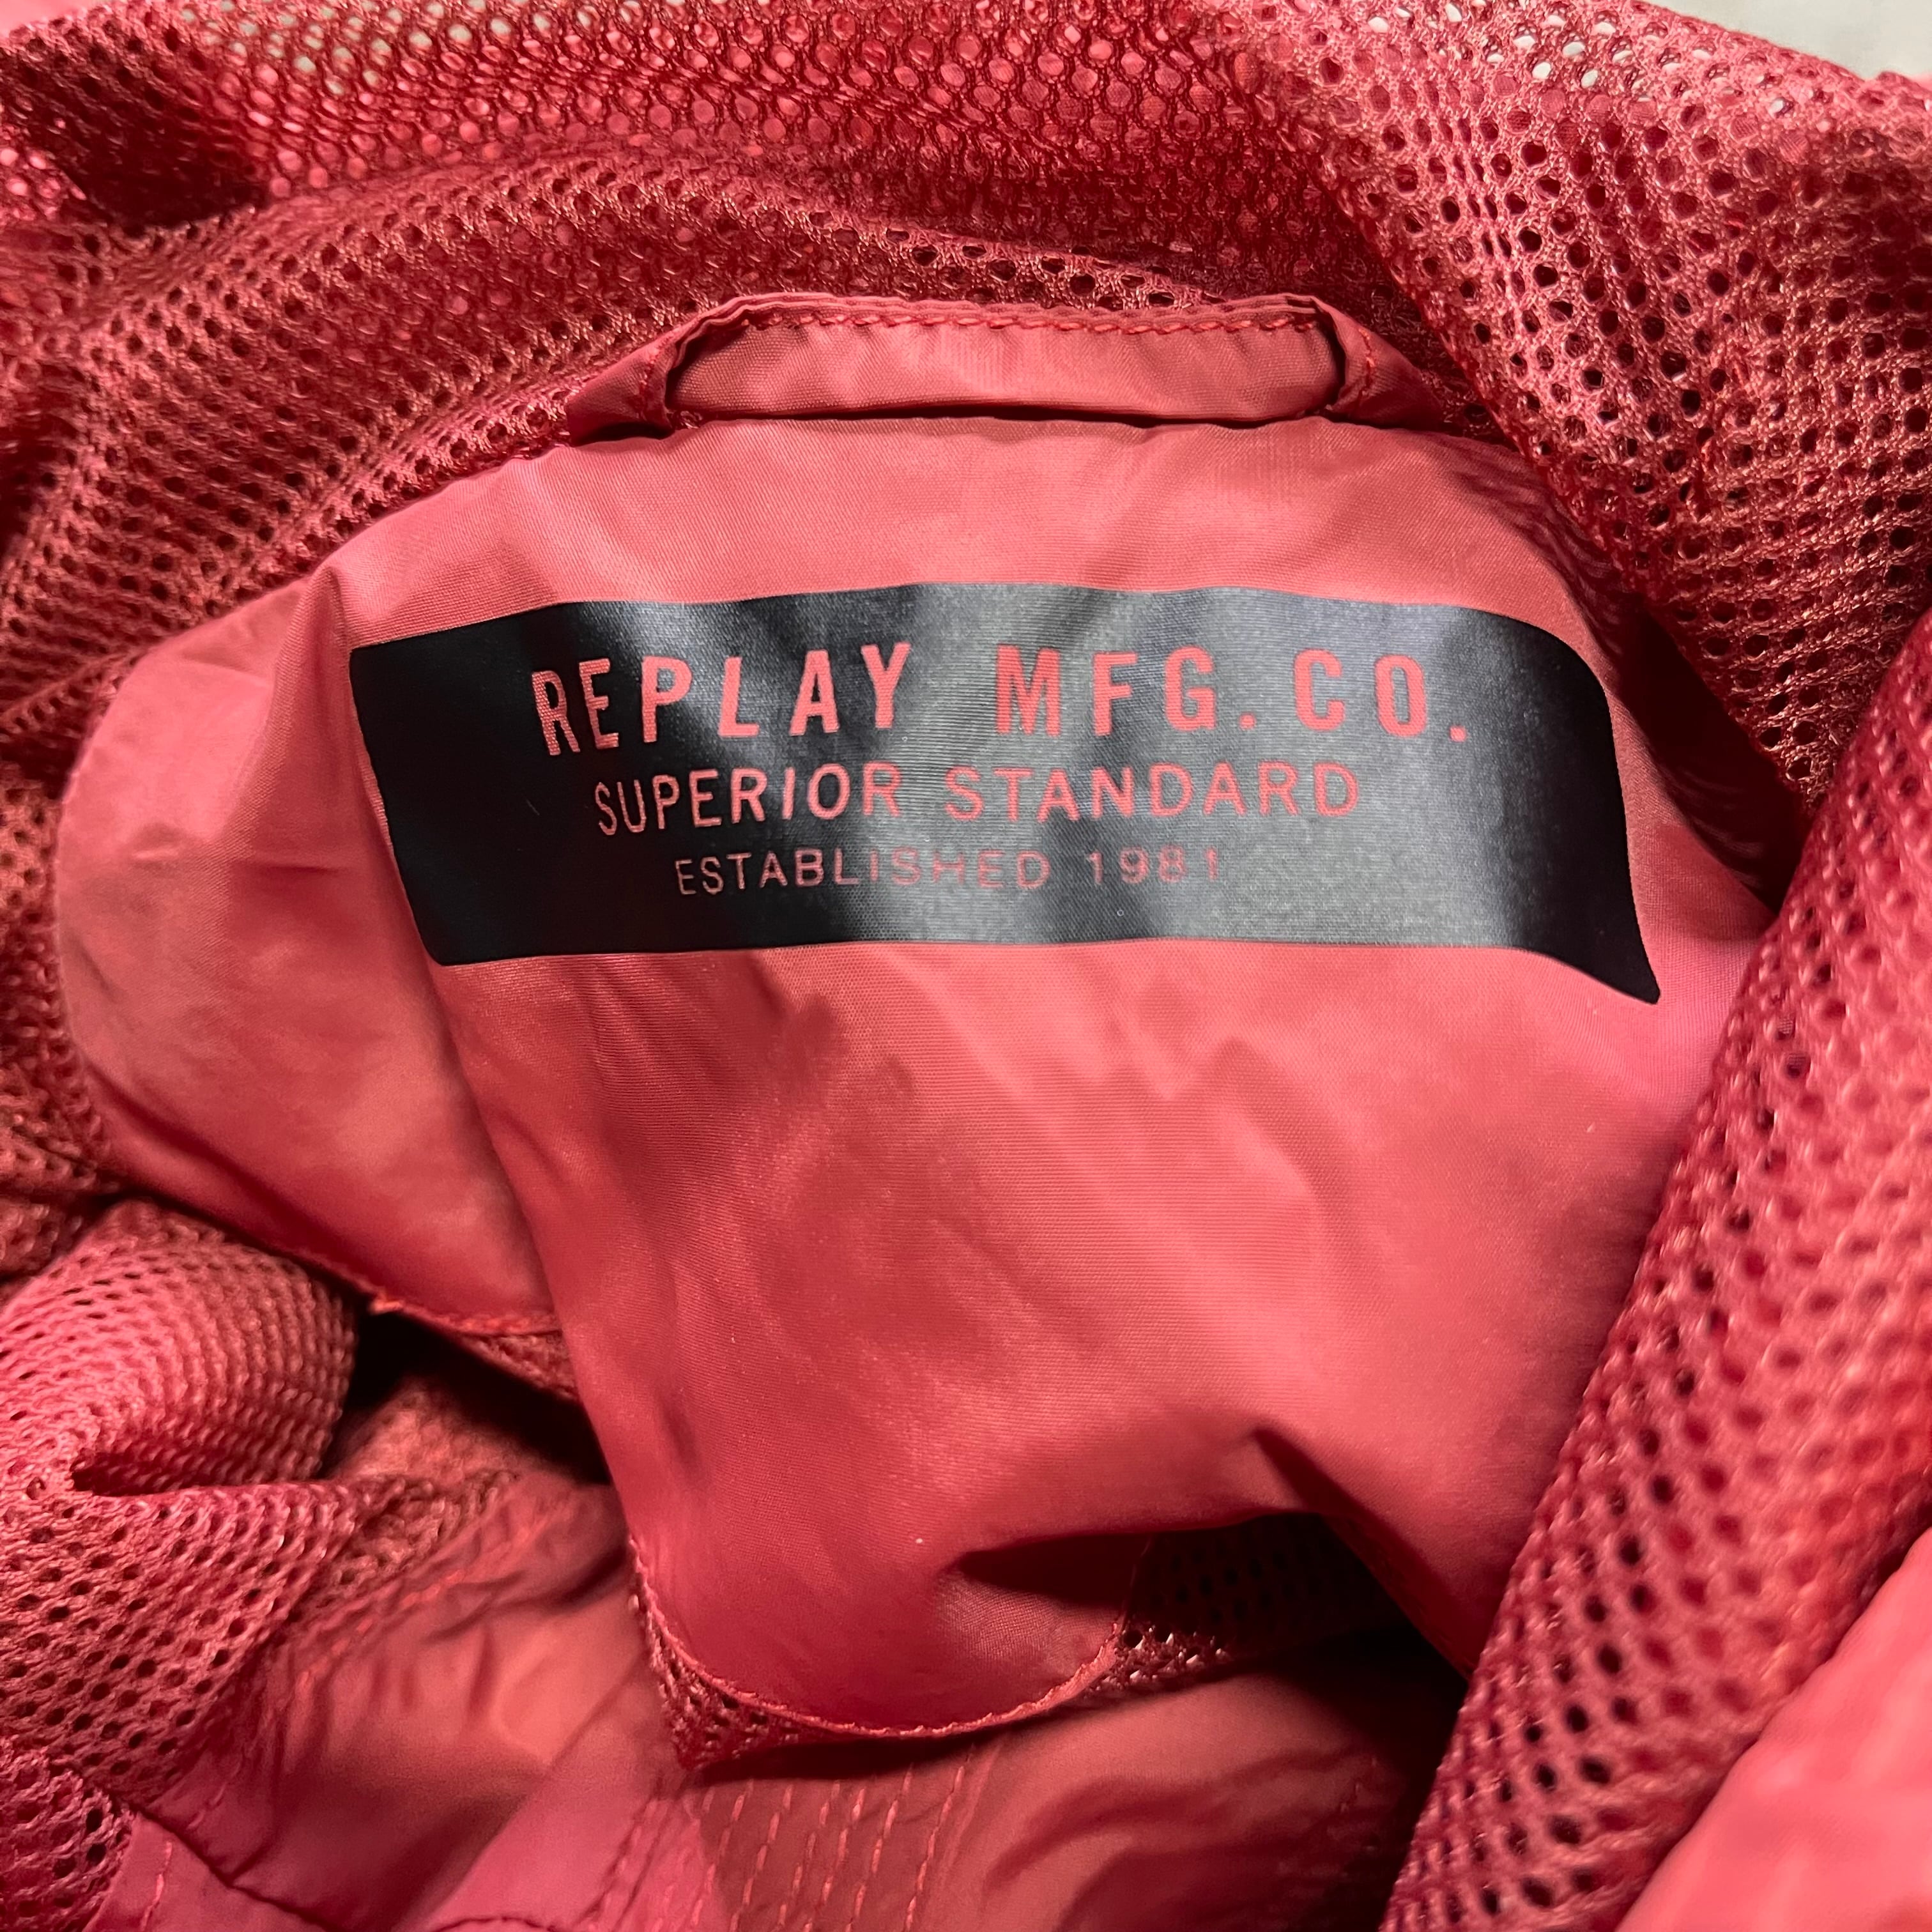 REPLAY MFG.CO.
SUPERIOR STANDARD
ESTABLISHED 1981